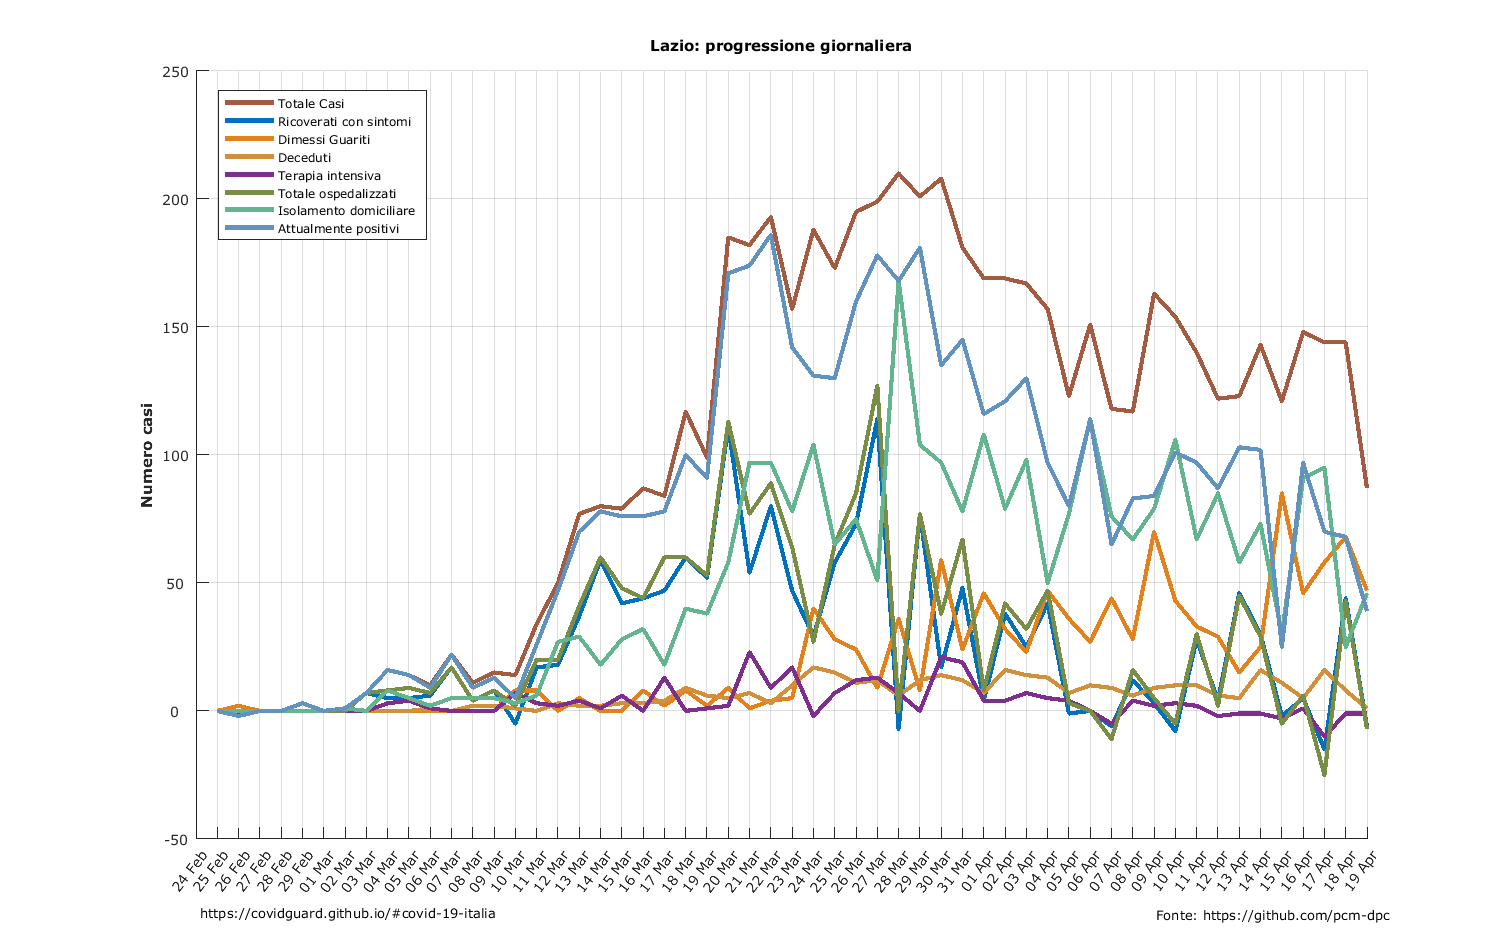 Lazio: progressione giornaliera
250
200
150
100
50
0
-50
Numero casi
Totale Casi
Ricoverati con sintomi
Dimessi Guariti
Deceduti
Terapia intensiva
Totale ospedalizzati
Isolamento domiciliare
Attualmente positivi
24 Feb
25 Feb
26 Feb
27 Feb
28 Feb
29 Feb
01 Mar
02 Mar
03 Mar
04 Mar
05 Mar
06 Mar
07 Mar
08 Mar
09 Mar
10 Mar
11 Mar
12 Mar
13 Mar
14 Mar
15 Mar
16 Mar
17 Mar
18 Mar
19 Mar
20 Mar
21 Mar
22 Mar
23 Mar
24 Mar
25 Mar
26 Mar
27 Mar
28 Mar
29 Mar
30 Mar
31 Mar
01 Apr
02 Apr
03 Apr
04 Apr
05 Apr
06 Apr
07 Apr
08 Apr
09 Apr
10 Apr
11 Apr
12 Apr
13 Apr
14 Apr
15 Apr
16 Apr
17 Apr
18 Apr
19 Apr
https://covidguard.github.io/#covid-19-italia
Fonte: https://github.com/pcm-dpc